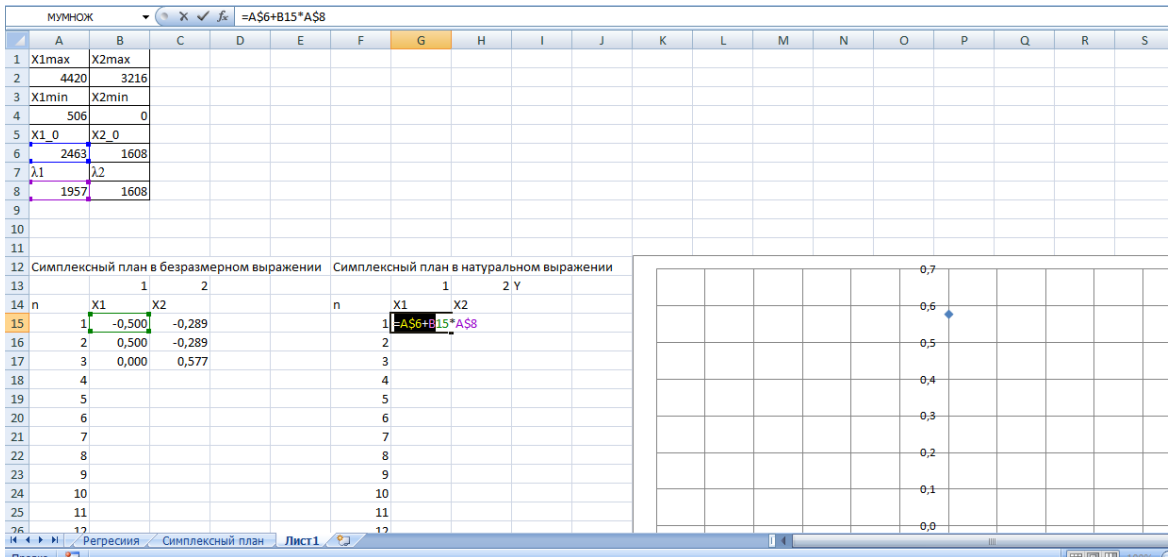 МУМНОЖ =A$6+B15*A$8
A B C D E F G H I J K L M N O P Q R S
1 X1max X2max
2 4420 3216
3 X1min X2min
4 506 0
5 X1_0 X2_0
6 2463 1608
7 λ1 λ2
8 1957 1608
9
10
11
12 Симплексный план в безразмерном выражении Симплексный план в натуральном выражении
13 1 2 1 2 Y
14 n X1 X2 n X1 X2
15 1 -0,500 -0,289 1 =A$6+B15*A$8
16 2 0,500 -0,289 2
17 3 0,000 0,577 3
18 4 4
19 5 5
20 6 6
21 7 7
22 8 8
23 9 9
24 10 10
25 11 11
26 12 12
0,7
0,6
0,5
0,4
0,3
0,2
0,1
0,0
Регресиия Симплексный план Лист1